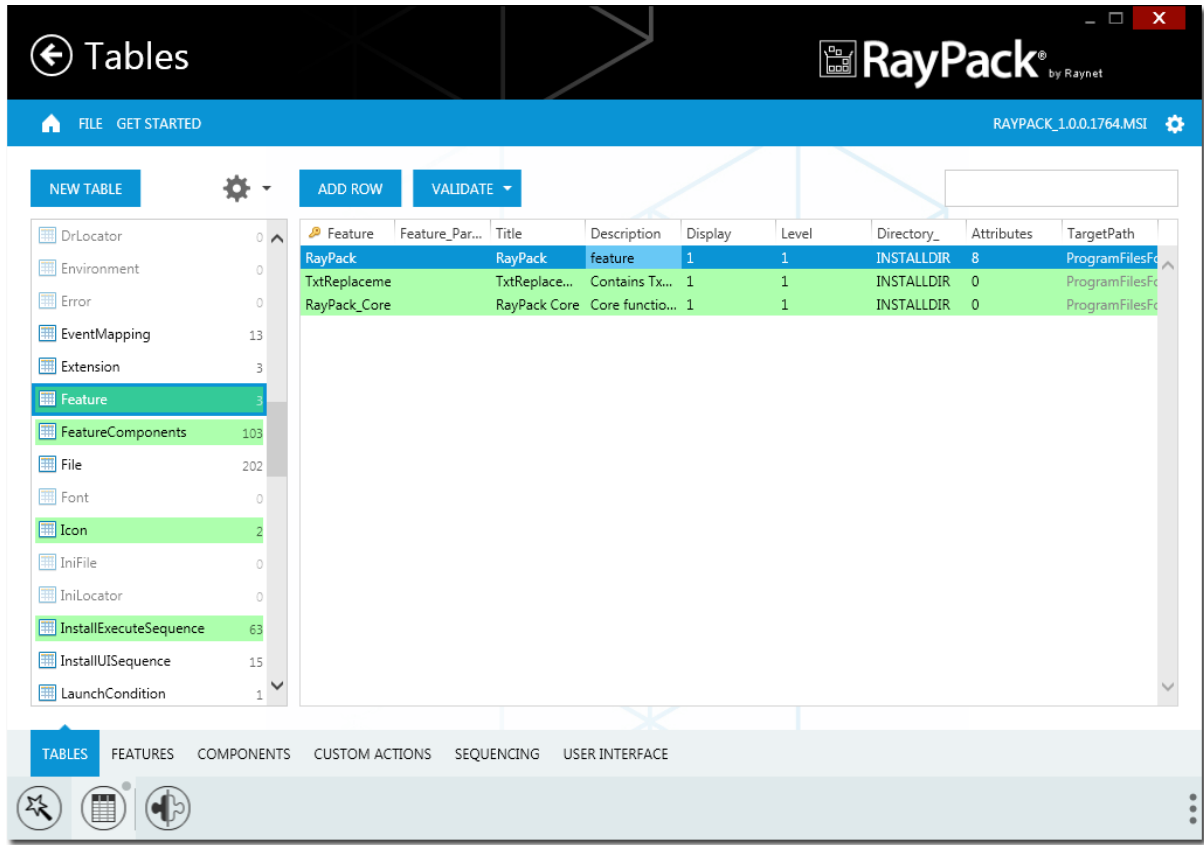 Tables
RayPack® by Raynet
FILE GET STARTED RAYPACK_1.0.0.1764.MSI
NEW TABLE ADD ROW VALIDATE
DrLocator 0
Environment 0
Error 0
EventMapping 13
Extension 3
Feature 3
FeatureComponents 103
File 202
Font 0
Icon 2
IniFile 0
IniLocator 0
InstallExecuteSequence 63
InstallUISequence 15
LaunchCondition 1
Feature Feature_Par... Title Description Display Level Directory_ Attributes TargetPath
RayPack RayPack feature 1 1 INSTALLDIR 8 ProgramFilesFo
TxtReplaceme TxtReplace... Contains Tx... 1 1 INSTALLDIR 0 ProgramFilesFo
RayPack_Core RayPack Core Core functio... 1 1 INSTALLDIR 0 ProgramFilesFo
TABLES FEATURES COMPONENTS CUSTOM ACTIONS SEQUENCING USER INTERFACE